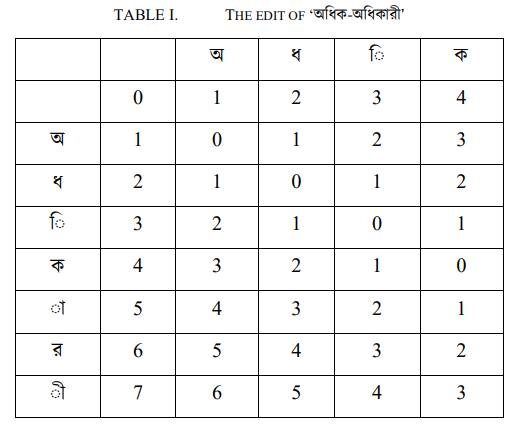 TABLE I. THE EDIT OF ‘অধিক-অধিকারী’
অ ধ ি ক
0 1 2 3 4
অ 1 0 1 2 3
ধ 2 1 0 1 2
ি 3 2 1 0 1
ক 4 3 2 1 0
া 5 4 3 2 1
র 6 5 4 3 2
ী 7 6 5 4 3